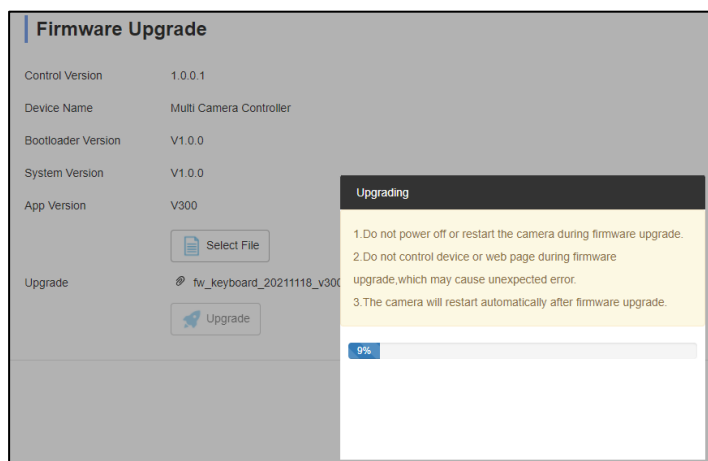 Firmware Upgrade
Control Version 1.0.0.1
Device Name Multi Camera Controller
Bootloader Version V1.0.0
System Version V1.0.0
App Version V300
Select File
Upgrade fw_keyboard_20211118_v300
Upgrade
Upgrading
1.Do not power off or restart the camera during firmware upgrade.
2.Do not control device or web page during firmware
upgrade,which may cause unexpected error.
3.The camera will restart automatically after firmware upgrade.
9%